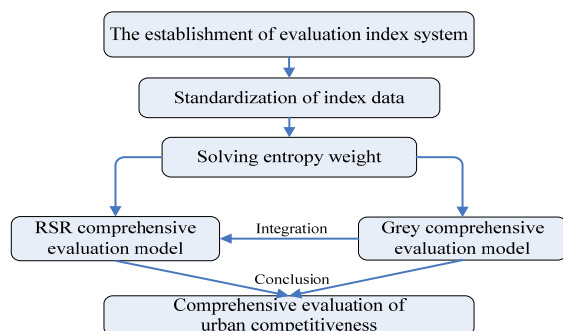 The establishment of evaluation index system
Standardization of index data
Solving entropy weight
RSR comprehensive
evaluation model
Integration
Grey comprehensive
evaluation model
Conclusion
Comprehensive evaluation of
urban competitiveness